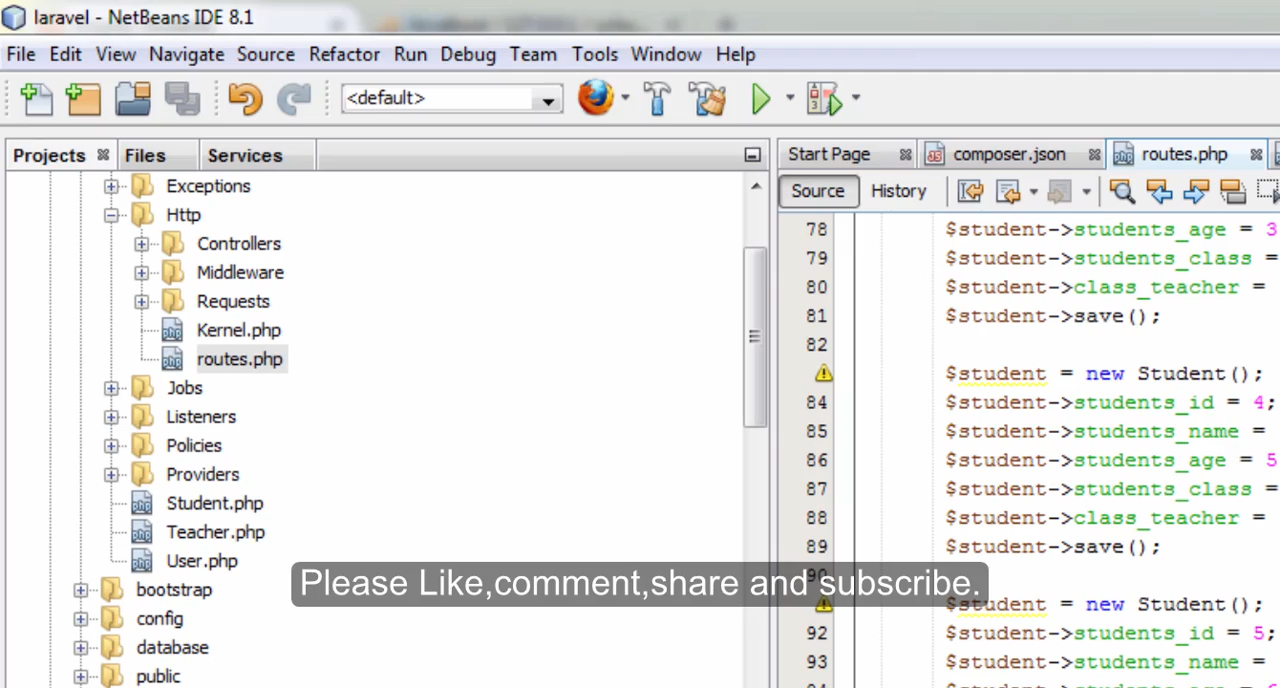 laravel - NetBeans IDE 8.1
File Edit View Navigate Source Refactor Run Debug Team Tools Window Help
<default>
Projects Files Services
Exceptions
Http
Controllers
Middleware
Requests
Kernel.php
routes.php
Jobs
Listeners
Policies
Providers
Student.php
Teacher.php
User.php
bootstrap
config
database
public
Start Page composer.json routes.php
Source History
78 $student->students_age = 3
79 $student->students_class =
80 $student->class_teacher =
81 $student->save();
82
$student = new Student();
84 $student->students_id = 4;
85 $student->students_name =
86 $student->students_age = 5
87 $student->students_class =
88 $student->class_teacher =
89 $student->save();
90
$student = new Student();
92 $student->students_id = 5;
93 $student->students_name =
Please Like,comment,share and subscribe.